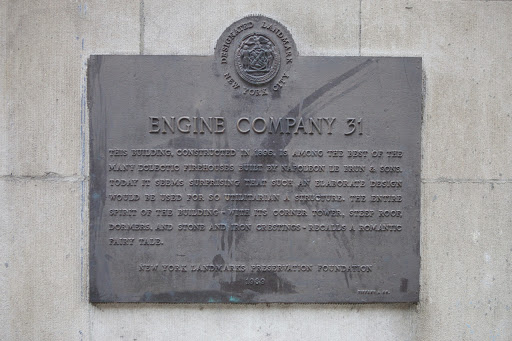 DESIGNATED LANDMARK
NEW YORK CITY
ENGINE COMPANY 31
THIS BUILDING, CONSTRUCTED IN 1895, IS AMONG THE BEST OF THE
MANY ECLECTIC FIREHOUSES BUILT BY NAPOLEON LE BRUN & SONS.
TODAY IT SEEMS SURPRISING THAT SUCH AN ELABORATE DESIGN
WOULD BE USED FOR SO UTILITARIAN A STRUCTURE. THE ENTIRE
SPIRIT OF THE BUILDING - WITH ITS CORNER TOWER, STEEP ROOF,
DORMERS, AND STONE AND IRON CRESTINGS - RECALLS A ROMANTIC
FAIRY TALE.
NEW YORK LANDMARKS PRESERVATION FOUNDATION